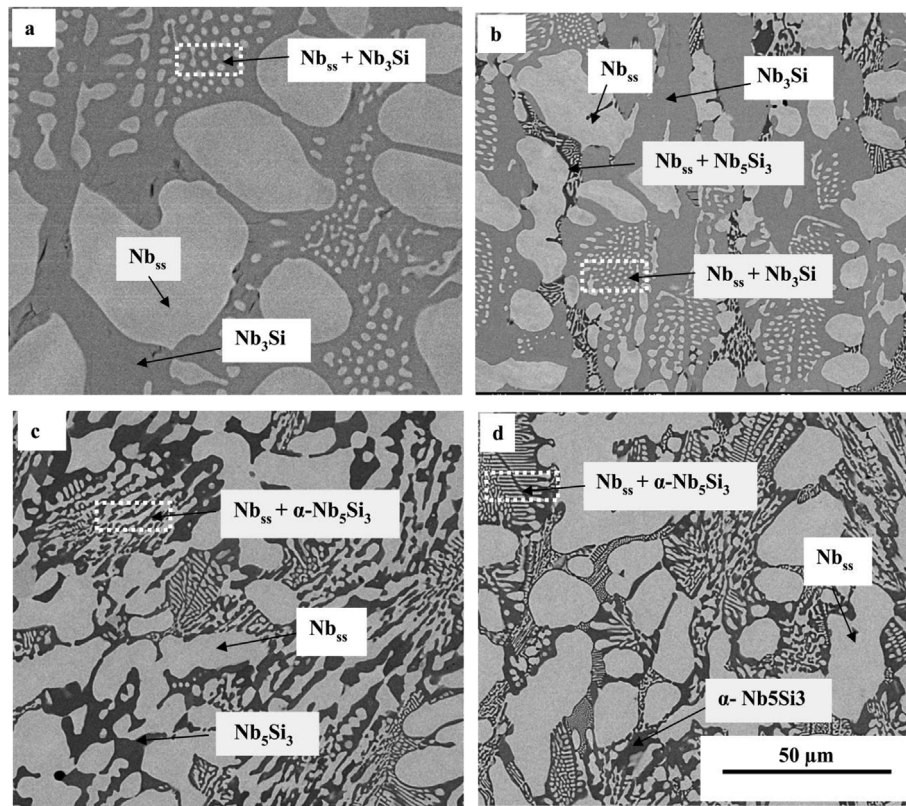 a
Nbss + Nb3Si
Nbss
Nb3Si
b
Nbss
Nb3Si
Nbss + Nb5Si3
Nbss + Nb3Si
c
Nbss + α-Nb5Si3
Nbss
Nb5Si3
d
Nbss + α-Nb5Si3
Nbss
α- Nb5Si3
50 µm